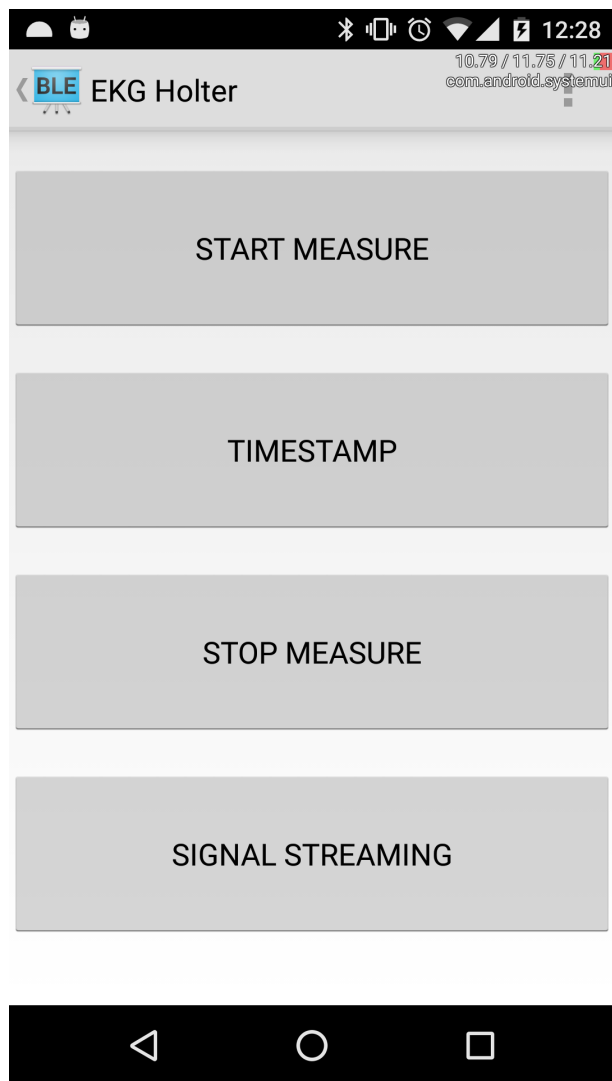 12:28
10.79 / 11.75 / 11.21
com.android.systemui
BLE EKG Holter
START MEASURE
TIMESTAMP
STOP MEASURE
SIGNAL STREAMING